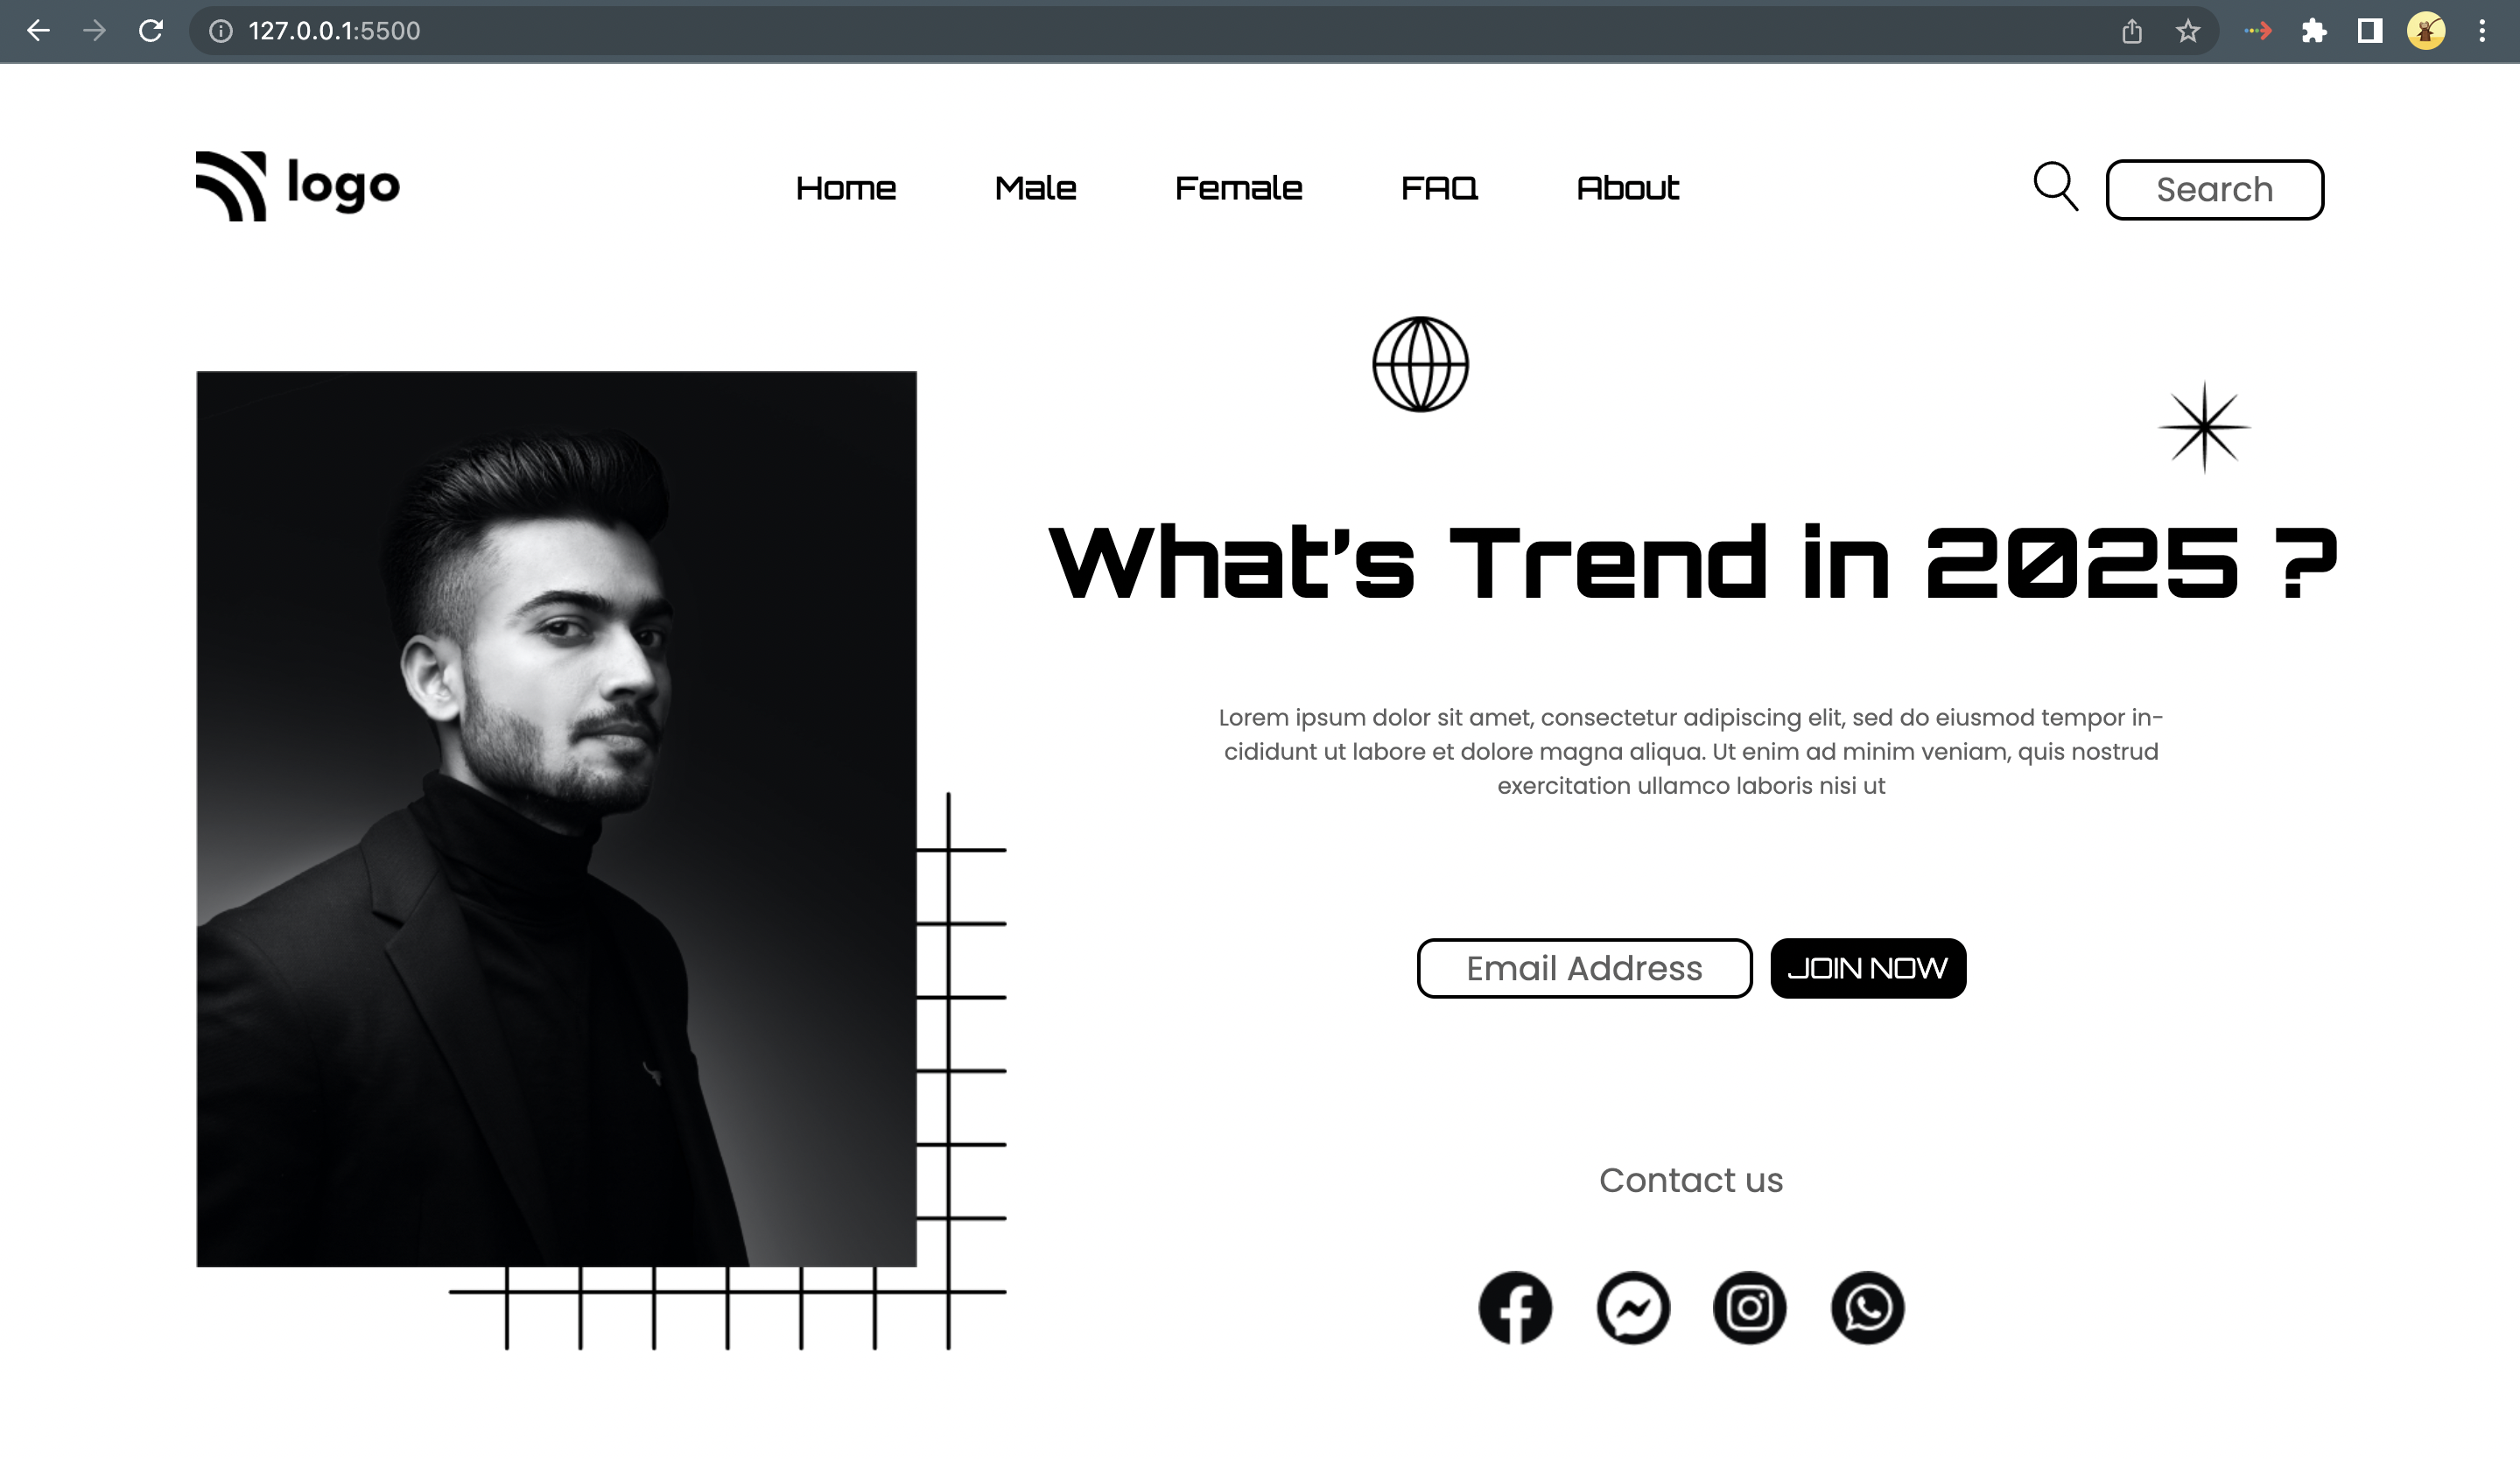 127.0.0.1:5500
logo
Home Male Female FAQ About
Search
What's Trend in 2025 ?
Lorem ipsum dolor sit amet, consectetur adipiscing elit, sed do eiusmod tempor in-
cididunt ut labore et dolore magna aliqua. Ut enim ad minim veniam, quis nostrud
exercitation ullamco laboris nisi ut
Email Address
JOIN NOW
Contact us